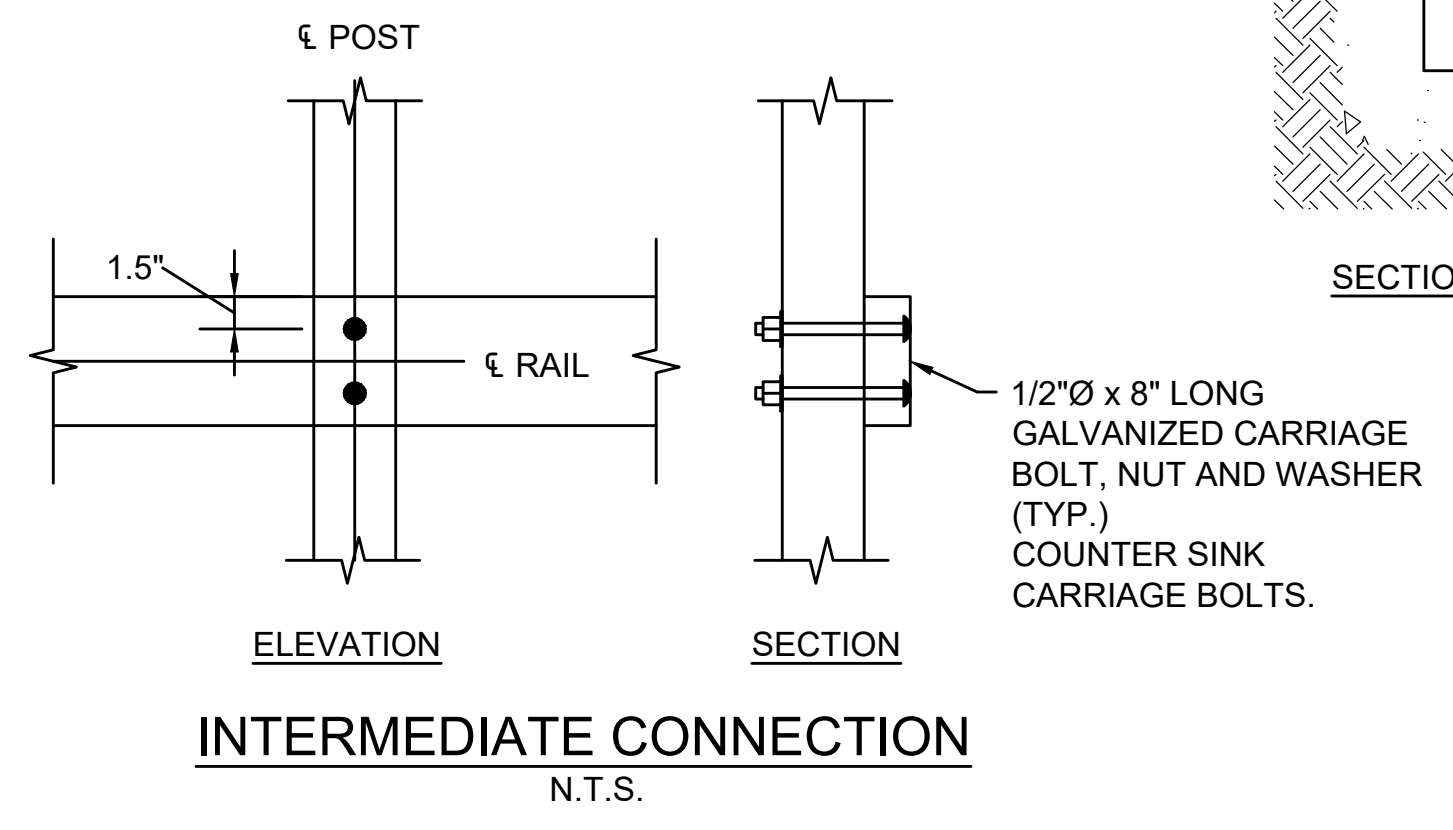 ℄ POST
1.5"
℄ RAIL
ELEVATION
SECTION
1/2"Ø x 8" LONG
GALVANIZED CARRIAGE
BOLT, NUT AND WASHER
(TYP.)
COUNTER SINK
CARRIAGE BOLTS.
INTERMEDIATE CONNECTION
N.T.S.